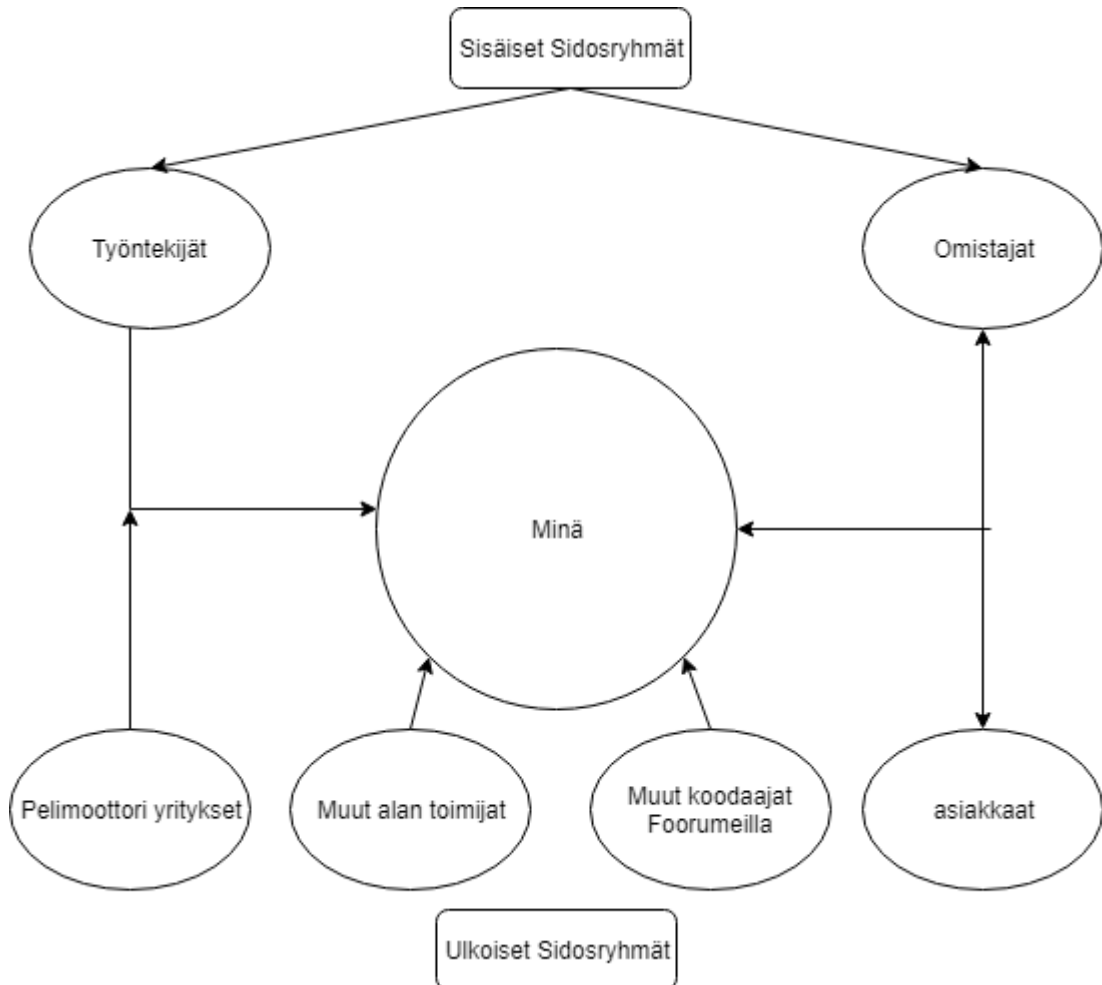 Sisäiset Sidosryhmät
Työntekijät
Omistajat
Minä
Pelimoottori yritykset
Muut alan toimijat
Muut koodaajat
Foorumeilla
asiakkaat
Ulkoiset Sidosryhmät